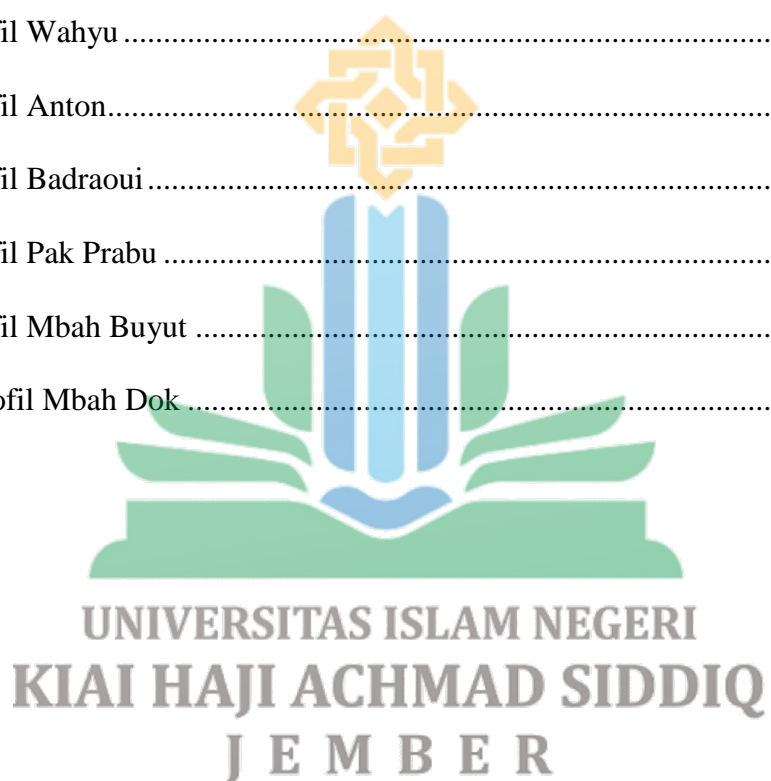 fil Wahyu ........................................................................................
fil Anton..........................................................................................
fil Badraoui.....................................................................................
fil Pak Prabu ...................................................................................
fil Mbah Buyut ...............................................................................
ofil Mbah Dok ................................................................................
UNIVERSITAS ISLAM NEGERI
KIAI HAJI ACHMAD SIDDIQ
J E M B E R